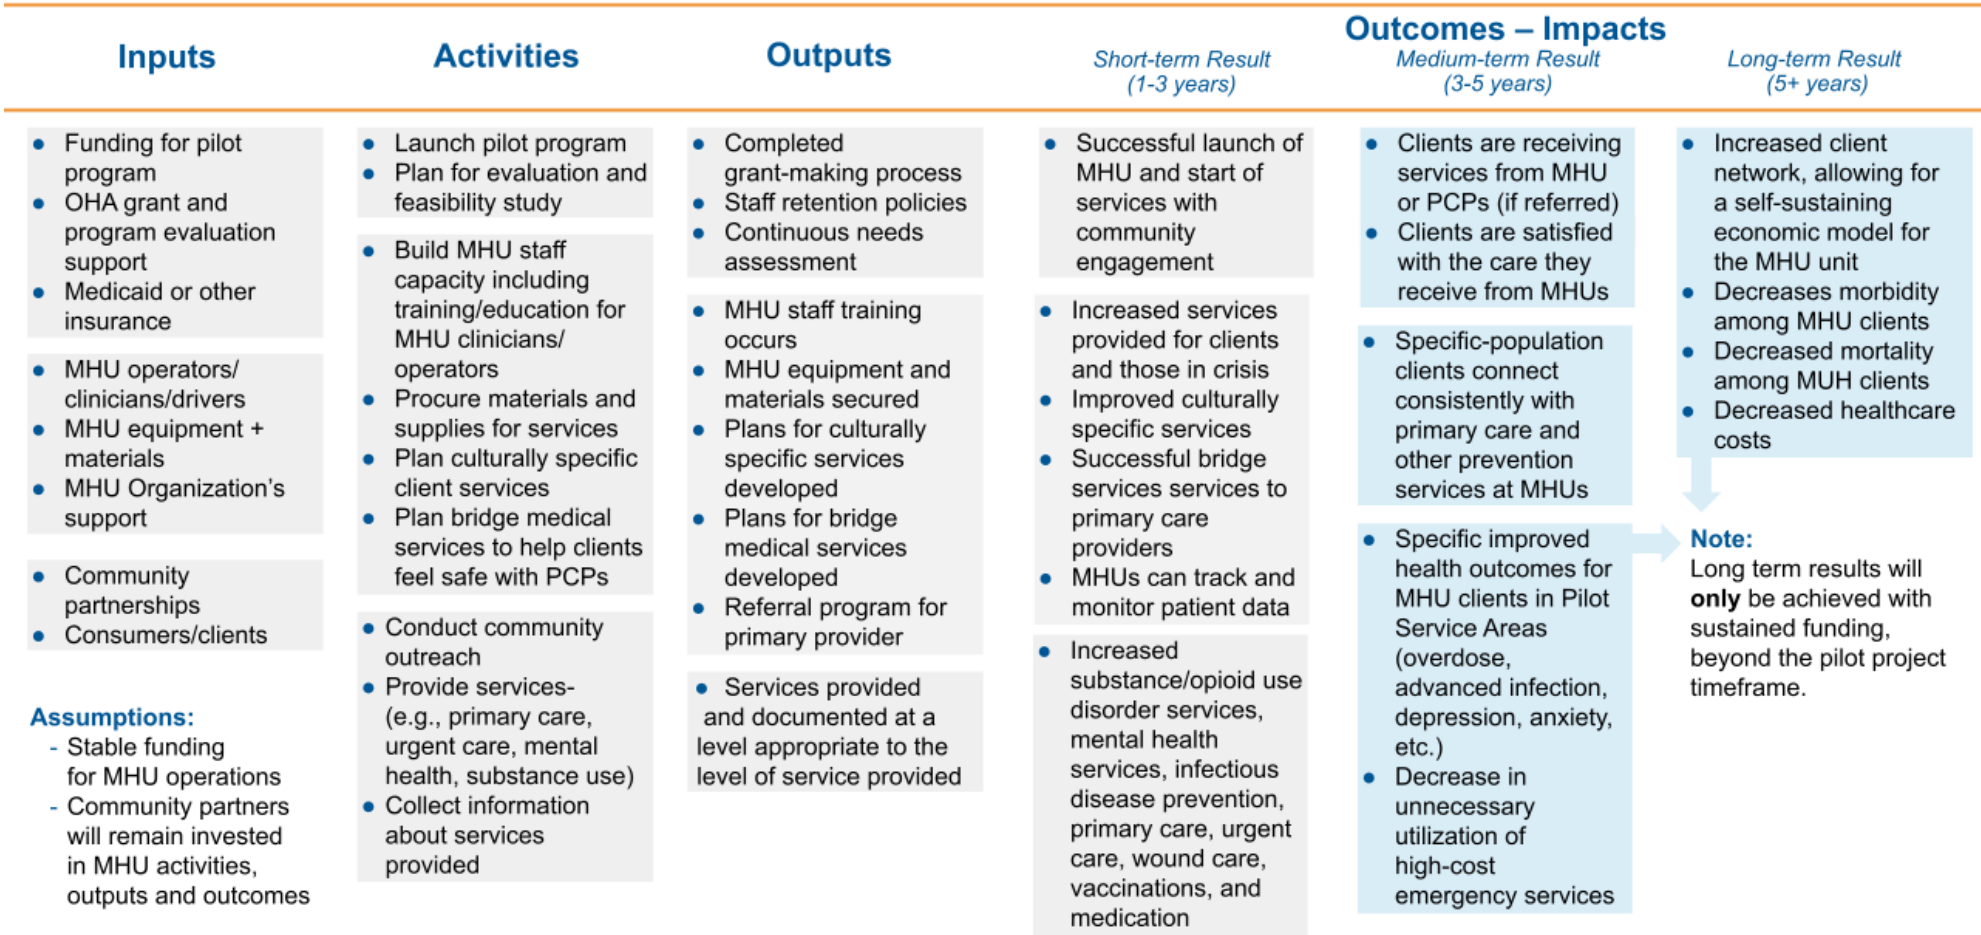 Inputs
Activities
Outputs
Outcomes – Impacts
Short-term Result
(1-3 years)
Medium-term Result
(3-5 years)
Long-term Result
(5+ years)
● Funding for pilot
program
● OHA grant and
program evaluation
support
● Medicaid or other
insurance
● MHU operators/
clinicians/drivers
● MHU equipment +
materials
● MHU Organization's
support
● Community
partnerships
● Consumers/clients
Assumptions:
- Stable funding
for MHU operations
- Community partners
will remain invested
in MHU activities,
outputs and outcomes
● Launch pilot program
● Plan for evaluation and
feasibility study
● Build MHU staff
capacity including
training/education for
MHU clinicians/
operators
● Procure materials and
supplies for services
● Plan culturally specific
client services
● Plan bridge medical
services to help clients
feel safe with PCPs
● Conduct community
outreach
● Provide services-
(e.g., primary care,
urgent care, mental
health, substance use)
● Collect information
about services
provided
● Completed
grant-making process
● Staff retention policies
● Continuous needs
assessment
● MHU staff training
occurs
● MHU equipment and
materials secured
● Plans for culturally
specific services
developed
● Plans for bridge
medical services
developed
● Referral program for
primary provider
● Services provided
and documented at a
level appropriate to the
level of service provided
● Successful launch of
MHU and start of
services with
community
engagement
● Increased services
provided for clients
and those in crisis
● Improved culturally
specific services
● Successful bridge
services services to
primary care
providers
● MHUs can track and
monitor patient data
● Increased
substance/opioid use
disorder services,
mental health
services, infectious
disease prevention,
primary care, urgent
care, wound care,
vaccinations, and
medication
● Clients are receiving
services from MHU
or PCPs (if referred)
● Clients are satisfied
with the care they
receive from MHUs
● Specific-population
clients connect
consistently with
primary care and
other prevention
services at MHUs
● Specific improved
health outcomes for
MHU clients in Pilot
Service Areas
(overdose,
advanced infection,
depression, anxiety,
etc.)
● Decrease in
unnecessary
utilization of
high-cost
emergency services
● Increased client
network, allowing for
a self-sustaining
economic model for
the MHU unit
● Decreases morbidity
among MHU clients
● Decreased mortality
among MUH clients
● Decreased healthcare
costs
Note:
Long term results will
only be achieved with
sustained funding,
beyond the pilot project
timeframe.